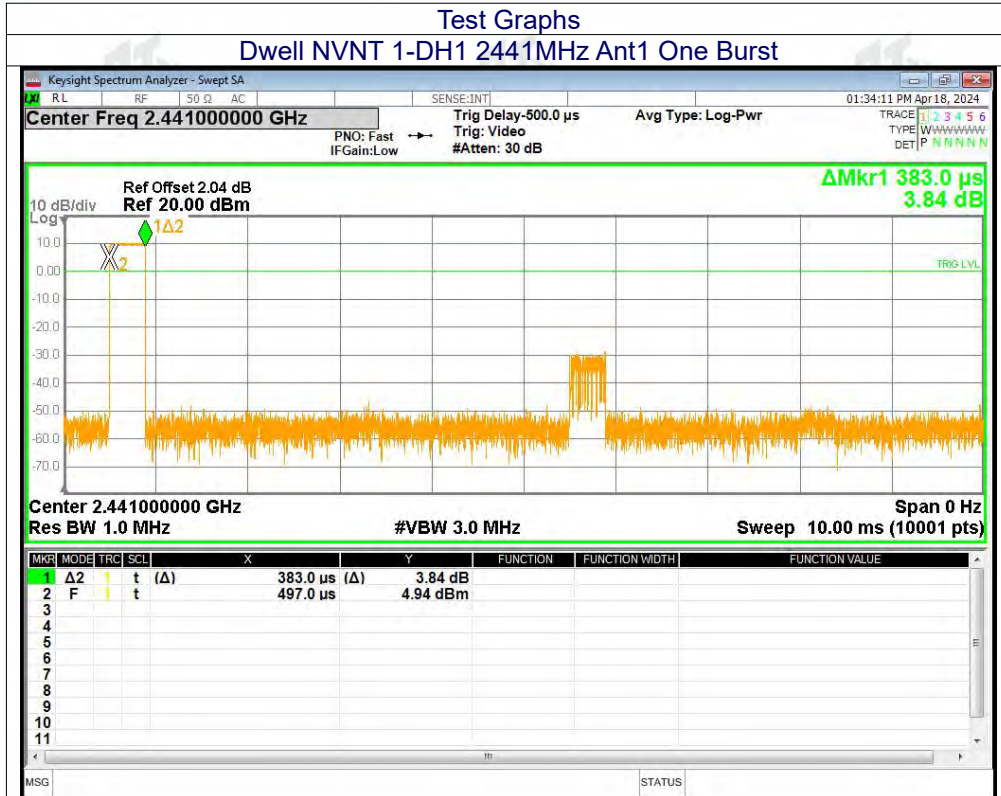 Test Graphs
Dwell NVNT 1-DH1 2441MHz Ant1 One Burst
Keysight Spectrum Analyzer - Swept SA
LXI RL RF 50 Ω AC SENSE:INT 01:34:11 PM Apr 18, 2024
Center Freq 2.441000000 GHz Trig Delay-500.0 µs Avg Type: Log-Pwr TRACE 1 2 3 4 5 6
PNO: Fast Trig: Video TYPE WWWWWWW
IFGain:Low #Atten: 30 dB DET P N N N N N
ΔMkr1 383.0 µs
3.84 dB
Ref Offset 2.04 dB
10 dB/div Ref 20.00 dBm
Log
1Δ2
10.0
2
0.00
TRIG LVL
-10.0
-20.0
-30.0
-40.0
-50.0
-60.0
-70.0
Center 2.441000000 GHz Span 0 Hz
Res BW 1.0 MHz #VBW 3.0 MHz Sweep 10.00 ms (10001 pts)
MKR MODE TRC SCL X Y FUNCTION FUNCTION WIDTH FUNCTION VALUE
1 Δ2 1 t (Δ) 383.0 µs (Δ) 3.84 dB
2 F 1 t 497.0 µs 4.94 dBm
3
4
5
6
7
8
9
10
11
MSG STATUS